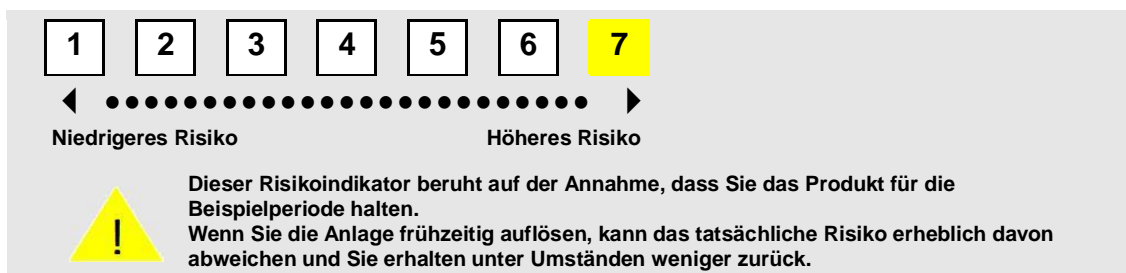 1 2 3 4 5 6 7
Niedrigeres Risiko Höheres Risiko
Dieser Risikoindikator beruht auf der Annahme, dass Sie das Produkt für die
Beispielperiode halten.
Wenn Sie die Anlage frühzeitig auflösen, kann das tatsächliche Risiko erheblich davon
abweichen und Sie erhalten unter Umständen weniger zurück.
!